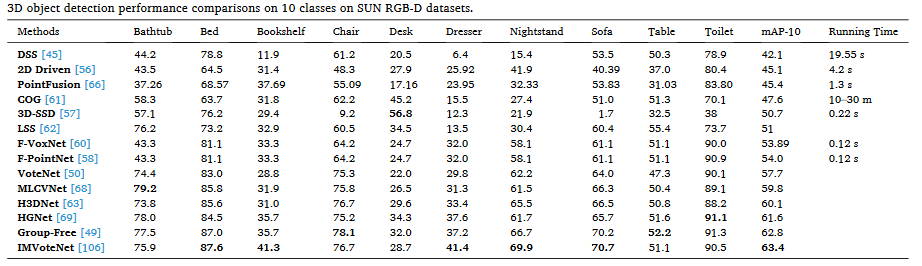 3D object detection performance comparisons on 10 classes on SUN RGB-D datasets.
Methods Bathtub Bed Bookshelf Chair Desk Dresser Nightstand Sofa Table Toilet mAP-10 Running Time
DSS [45] 44.2 78.8 11.9 61.2 20.5 6.4 15.4 53.5 50.3 78.9 42.1 19.55 s
2D Driven [56] 43.5 64.5 31.4 48.3 27.9 25.92 41.9 40.39 37.0 80.4 45.1 4.2 s
PointFusion [66] 37.26 68.57 37.69 55.09 17.16 23.95 32.33 53.83 31.03 83.80 45.4 1.3 s
COG [61] 58.3 63.7 31.8 62.2 45.2 15.5 27.4 51.0 51.3 70.1 47.6 10–30 m
3D-SSD [57] 57.1 76.2 29.4 9.2 56.8 12.3 21.9 1.7 32.5 38 50.7 0.22 s
LSS [62] 76.2 73.2 32.9 60.5 34.5 13.5 30.4 60.4 55.4 73.7 51
F-VoxNet [60] 43.3 81.1 33.3 64.2 24.7 32.0 58.1 61.1 51.1 90.0 53.89 0.12 s
F-PointNet [58] 43.3 81.1 33.3 64.2 24.7 32.0 58.1 61.1 51.1 90.9 54.0 0.12 s
VoteNet [50] 74.4 83.0 28.8 75.3 22.0 29.8 62.2 64.0 47.3 90.1 57.7
MLCVNet [68] 79.2 85.8 31.9 75.8 26.5 31.3 61.5 66.3 50.4 89.1 59.8
H3DNet [63] 73.8 85.6 31.0 76.7 29.6 33.4 65.5 66.5 50.8 88.2 60.1
HGNet [69] 78.0 84.5 35.7 75.2 34.3 37.6 61.7 65.7 51.6 91.1 61.6
Group-Free [49] 77.5 87.0 35.7 78.1 32.0 37.2 66.7 70.2 52.2 91.3 62.8
IMVoteNet [106] 75.9 87.6 41.3 76.7 28.7 41.4 69.9 70.7 51.1 90.5 63.4